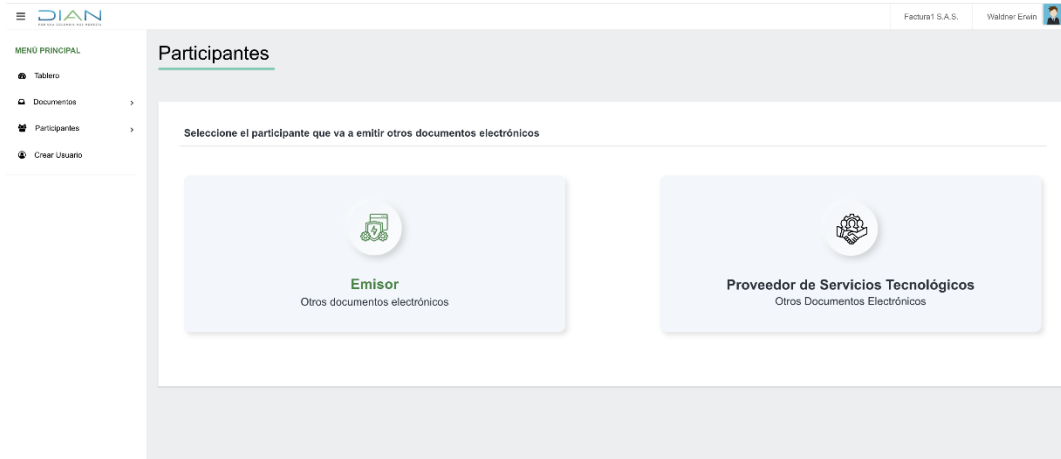 DIAN
Factura1 S.A.S.
Waldner Erwin
MENÚ PRINCIPAL
Tablero
Documentos
Participantes
Crear Usuario
Participantes
Seleccione el participante que va a emitir otros documentos electrónicos
Emisor
Otros documentos electrónicos
Proveedor de Servicios Tecnológicos
Otros Documentos Electrónicos